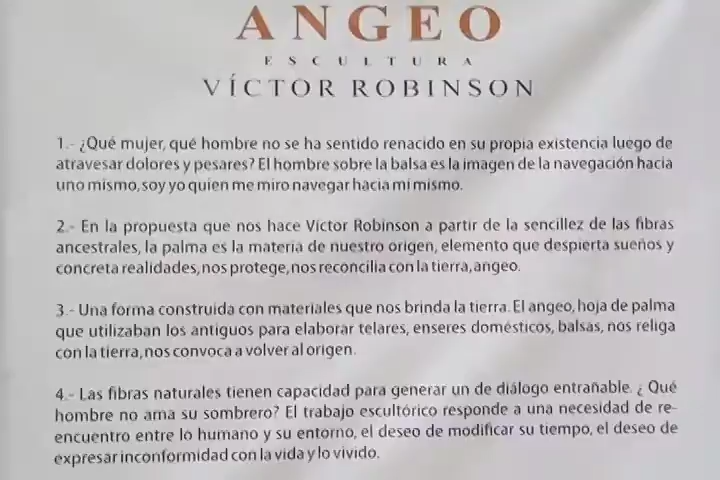 ANGEO
ESCULTURA
VÍCTOR ROBINSON
1.- ¿Qué mujer, qué hombre no se ha sentido renacido en su propia existencia luego de
atravesar dolores y pesares? El hombre sobre la balsa es la imagen de la navegación hacia
uno mismo, soy yo quien me miro navegar hacia mi mismo.
2.- En la propuesta que nos hace Víctor Robinson a partir de la sencillez de las fibras
ancestrales, la palma es la materia de nuestro origen, elemento que despierta sueños y
concreta realidades, nos protege, nos reconcilia con la tierra, angeo.
3.- Una forma construida con materiales que nos brinda la tierra. El angeo, hoja de palma
que utilizaban los antiguos para elaborar telares, enseres domésticos, balsas, nos religa
con la tierra, nos convoca a volver al origen.
4.- Las fibras naturales tienen capacidad para generar un de diálogo entrañable. ¿ Qué
hombre no ama su sombrero? El trabajo escultórico responde a una necesidad de re-
encuentro entre lo humano y su entorno, el deseo de modificar su tiempo, el deseo de
expresar inconformidad con la vida y lo vivido.